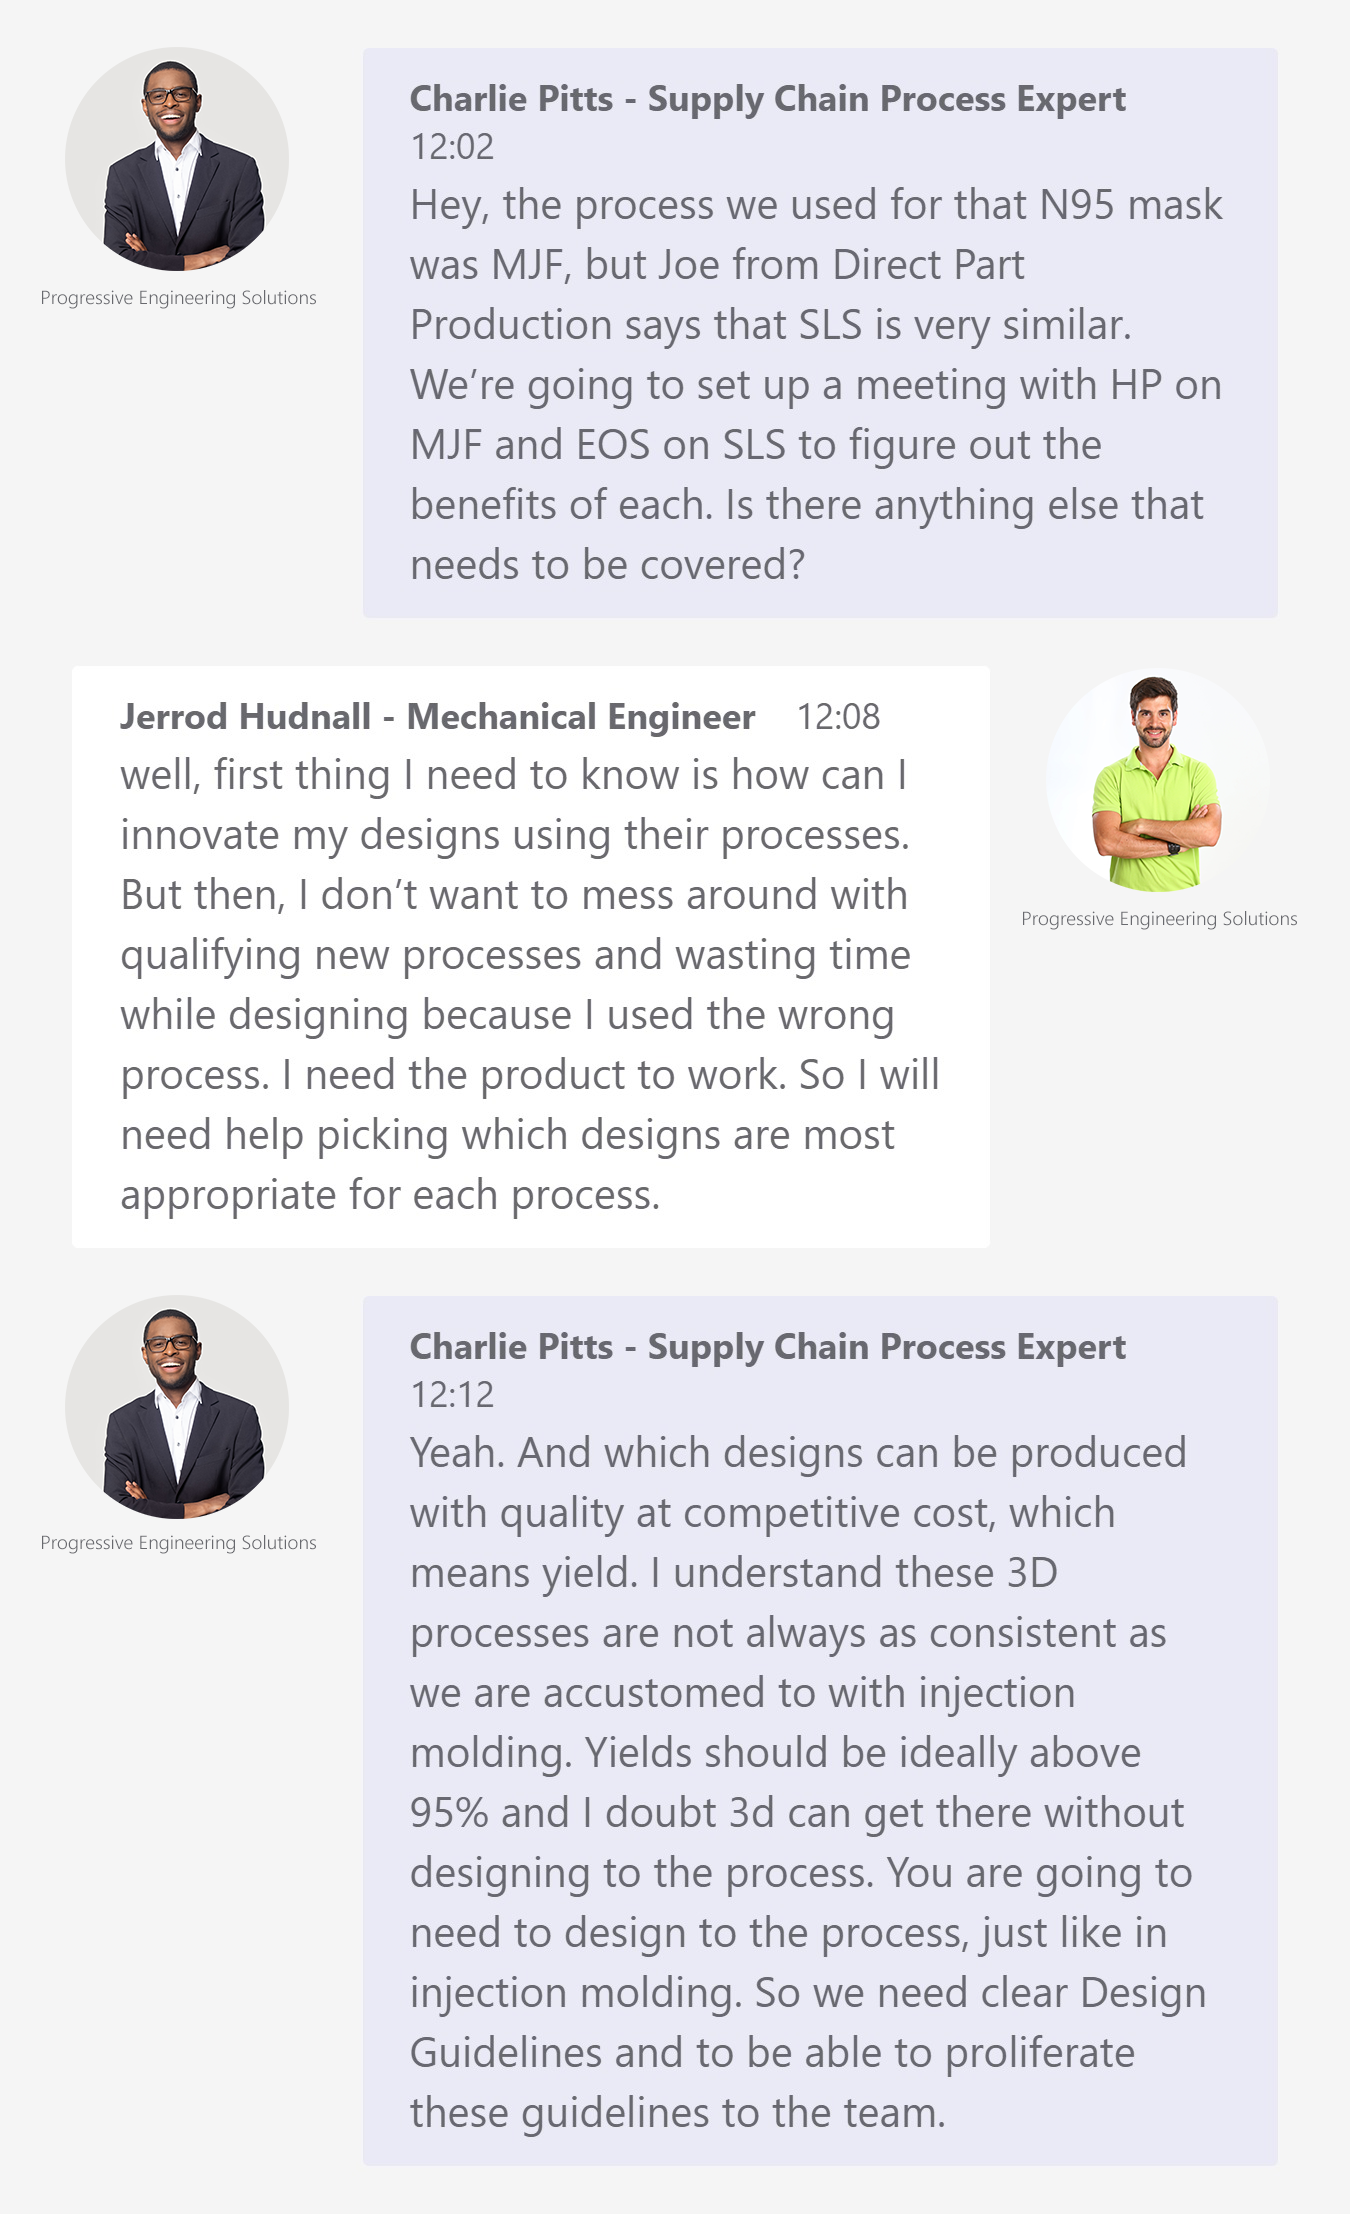 Charlie Pitts - Supply Chain Process Expert
12:02
Hey, the process we used for that N95 mask
was MJF, but Joe from Direct Part
Production says that SLS is very similar.
We’re going to set up a meeting with HP on
MJF and EOS on SLS to figure out the
benefits of each. Is there anything else that
needs to be covered?
Progressive Engineering Solutions
Jerrod Hudnall - Mechanical Engineer 12:08
well, first thing I need to know is how can I
innovate my designs using their processes.
But then, I don’t want to mess around with
qualifying new processes and wasting time
while designing because I used the wrong
process. I need the product to work. So I will
need help picking which designs are most
appropriate for each process.
Progressive Engineering Solutions
Charlie Pitts - Supply Chain Process Expert
12:12
Yeah. And which designs can be produced
with quality at competitive cost, which
means yield. I understand these 3D
processes are not always as consistent as
we are accustomed to with injection
molding. Yields should be ideally above
95% and I doubt 3d can get there without
designing to the process. You are going to
need to design to the process, just like in
injection molding. So we need clear Design
Guidelines and to be able to proliferate
these guidelines to the team.
Progressive Engineering Solutions